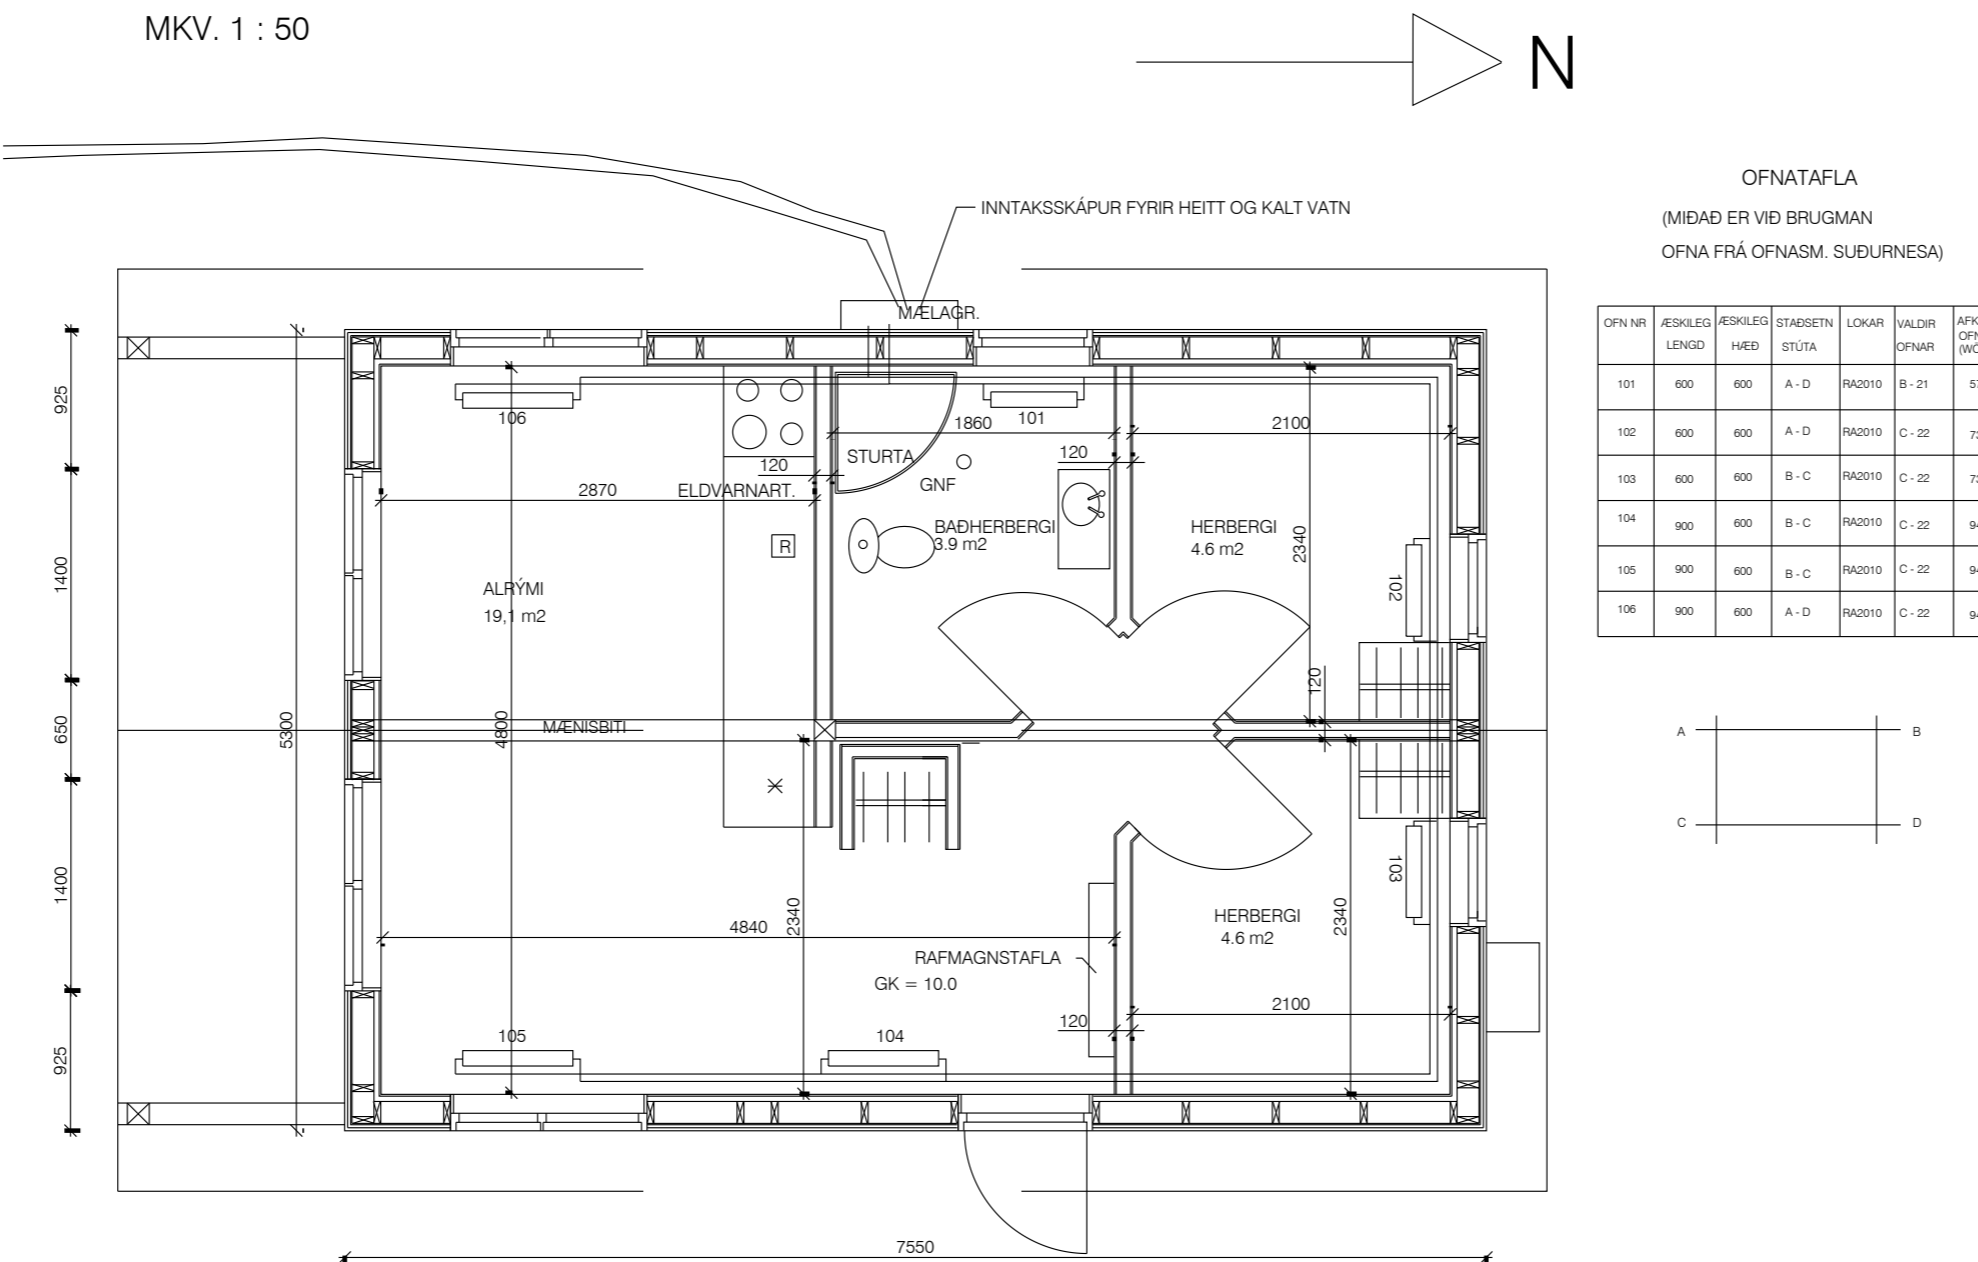 MKV. 1 : 50
N
INNTAKSSKÁPUR FYRIR HEITT OG KALT VATN
MÆLAGR.
925
1400
650
1400
925
5300
4800
106
101
1860
2100
120
STURTA
120
GNF
2870
ELDVARNART.
R
BAÐHERBERGI
3.9 m2
HERBERGI
4.6 m2
2340
102
ALRÝMI
19,1 m2
120
MÆNISBITI
103
4840
2340
HERBERGI
4.6 m2
2340
RAFMAGNSTAFLA
GK = 10.0
2100
120
105
104
7550
OFNATAFLA
(MIÐAÐ ER VIÐ BRUGMAN
OFNA FRÁ OFNASM. SUÐURNESA)
OFN NR ÆSKILEG LENGD ÆSKILEG HÆÐ STAÐSETN STÚTA LOKAR VALDIR OFNAR
101 600 600 A - D RA2010 B - 21
102 600 600 A - D RA2010 C - 22
103 600 600 B - C RA2010 C - 22
104 900 600 B - C RA2010 C - 22
105 900 600 B - C RA2010 C - 22
106 900 600 A - D RA2010 C - 22
A B
C D